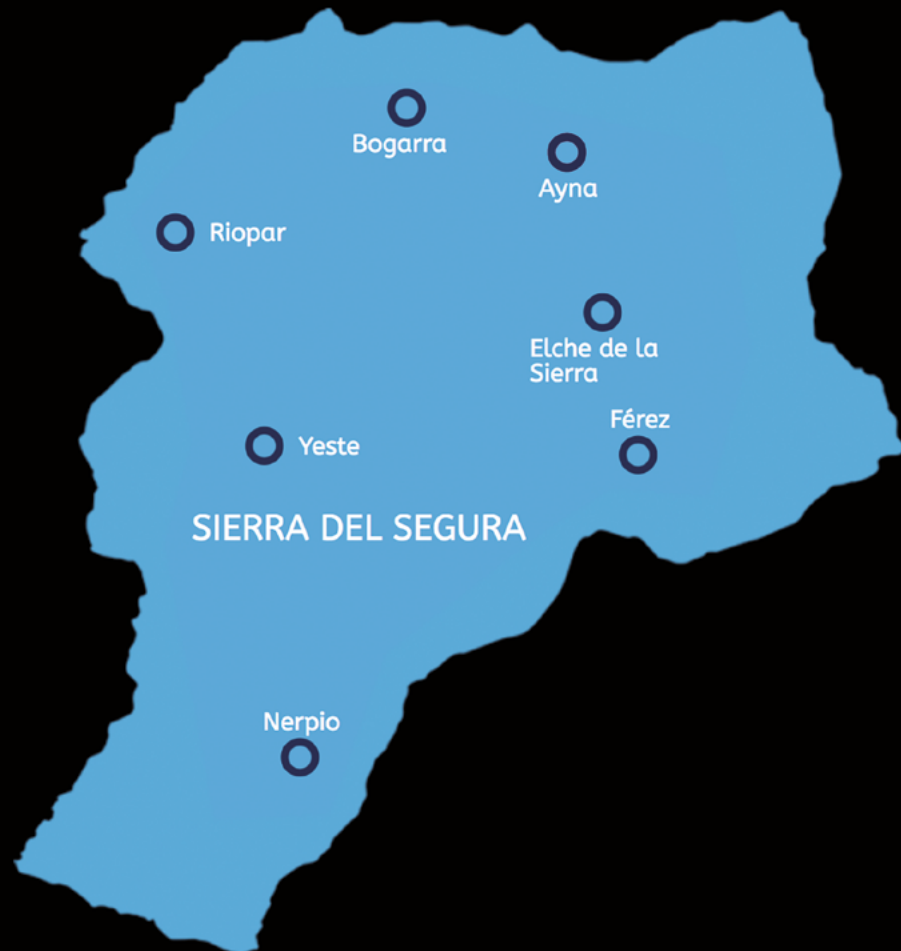 Bogarra
Ayna
Riopar
Elche de la
Sierra
Férez
Yeste
SIERRA DEL SEGURA
Nerpio